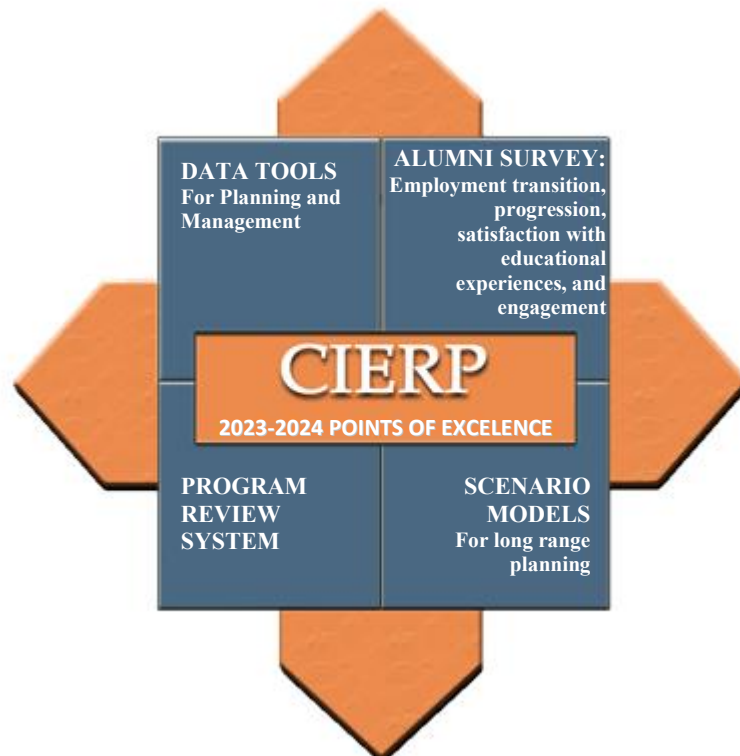 DATA TOOLS
For Planning and
Management
ALUMNI SURVEY:
Employment transition,
progression,
satisfaction with
educational
experiences, and
engagement
CIERP
2023-2024 POINTS OF EXCELENCE
PROGRAM
REVIEW
SYSTEM
SCENARIO
MODELS
For long range
planning